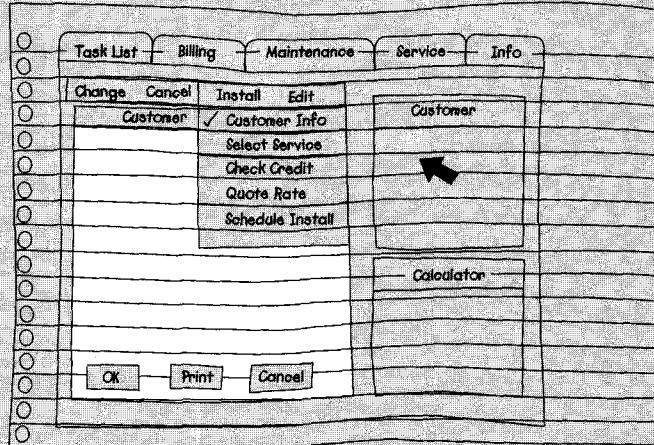 Task List Billing Maintenance Service Info
Change Cancel Install Edit
Customer ✓ Customer Info Customer
Select Service
Check Credit
Quote Rate
Schedule Install
Calculator
OK Print Cancel